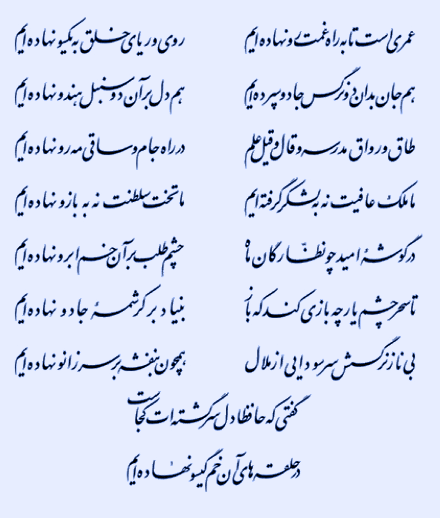 عمری است تا به راه غمت رو نهاده ایم روی و ریای خلق به یکسو نهاده ایم
هم جان بدان دو نرگس جادو سپرده ایم هم دل بر آن دو سنبل هندو نهاده ایم
طاق و رواق مدرسه و قال و قیل علم در راه جام و ساقی مه رو نهاده ایم
ما ملک عافیت نه به لشکر گرفته ایم ما تخت سلطنت نه به بازو نهاده ایم
در گوشۀ امید چو نظّارگان ماه چشم طلب بر آن خم ابرو نهاده ایم
تا سحر چشم یار چه بازی کند که باز بنیاد بر کرشمۀ جادو نهاده ایم
بی ناز نرگسش سر سودایی از ملال همچون بنفشه بر سر زانو نهاده ایم
گفتی که حافظا دل سرگشته ات کجاست
در حلقه های آن خم گیسو نهاده ایم